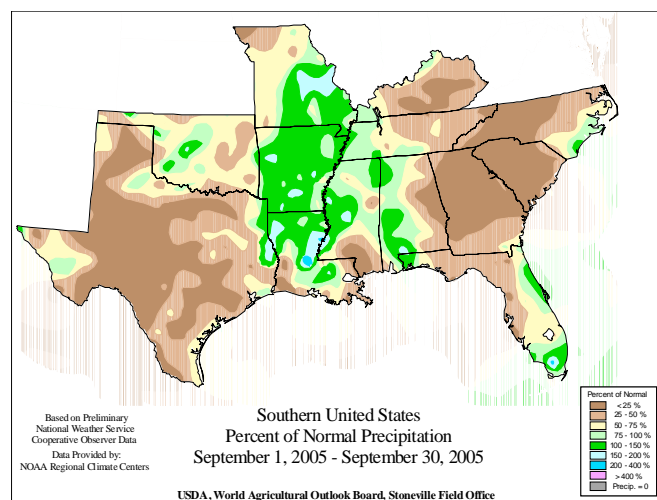 Based on Preliminary
National Weather Service
Cooperative Observer Data
Data Provided by:
NOAA Regional Climate Centers
Southern United States
Percent of Normal Precipitation
September 1, 2005 - September 30, 2005
USDA, World Agricultural Outlook Board, Stoneville Field Office
Percent of Normal
<25 %
25 - 50 %
50 - 75 %
75 - 100 %
100 - 150 %
150 - 200 %
200 - 400 %
>400 %
Precip. = 0